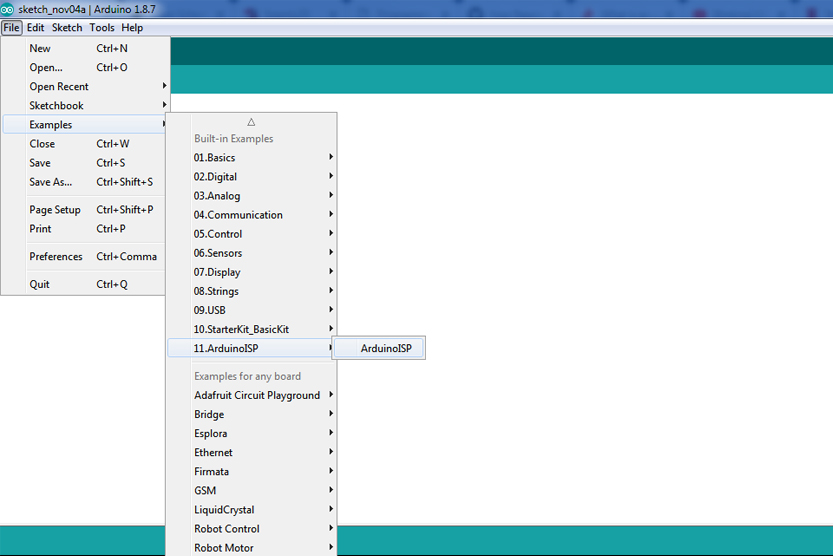 sketch_nov04a | Arduino 1.8.7
File Edit Sketch Tools Help
New Ctrl+N
Open... Ctrl+O
Open Recent
Sketchbook
Examples
Close Ctrl+W
Save Ctrl+S
Save As... Ctrl+Shift+S
Page Setup Ctrl+Shift+P
Print Ctrl+P
Preferences Ctrl+Comma
Quit Ctrl+Q
Built-in Examples
01.Basics
02.Digital
03.Analog
04.Communication
05.Control
06.Sensors
07.Display
08.Strings
09.USB
10.StarterKit_BasicKit
11.ArduinoISP
ArduinoISP
Examples for any board
Adafruit Circuit Playground
Bridge
Esplora
Ethernet
Firmata
GSM
LiquidCrystal
Robot Control
Robot Motor